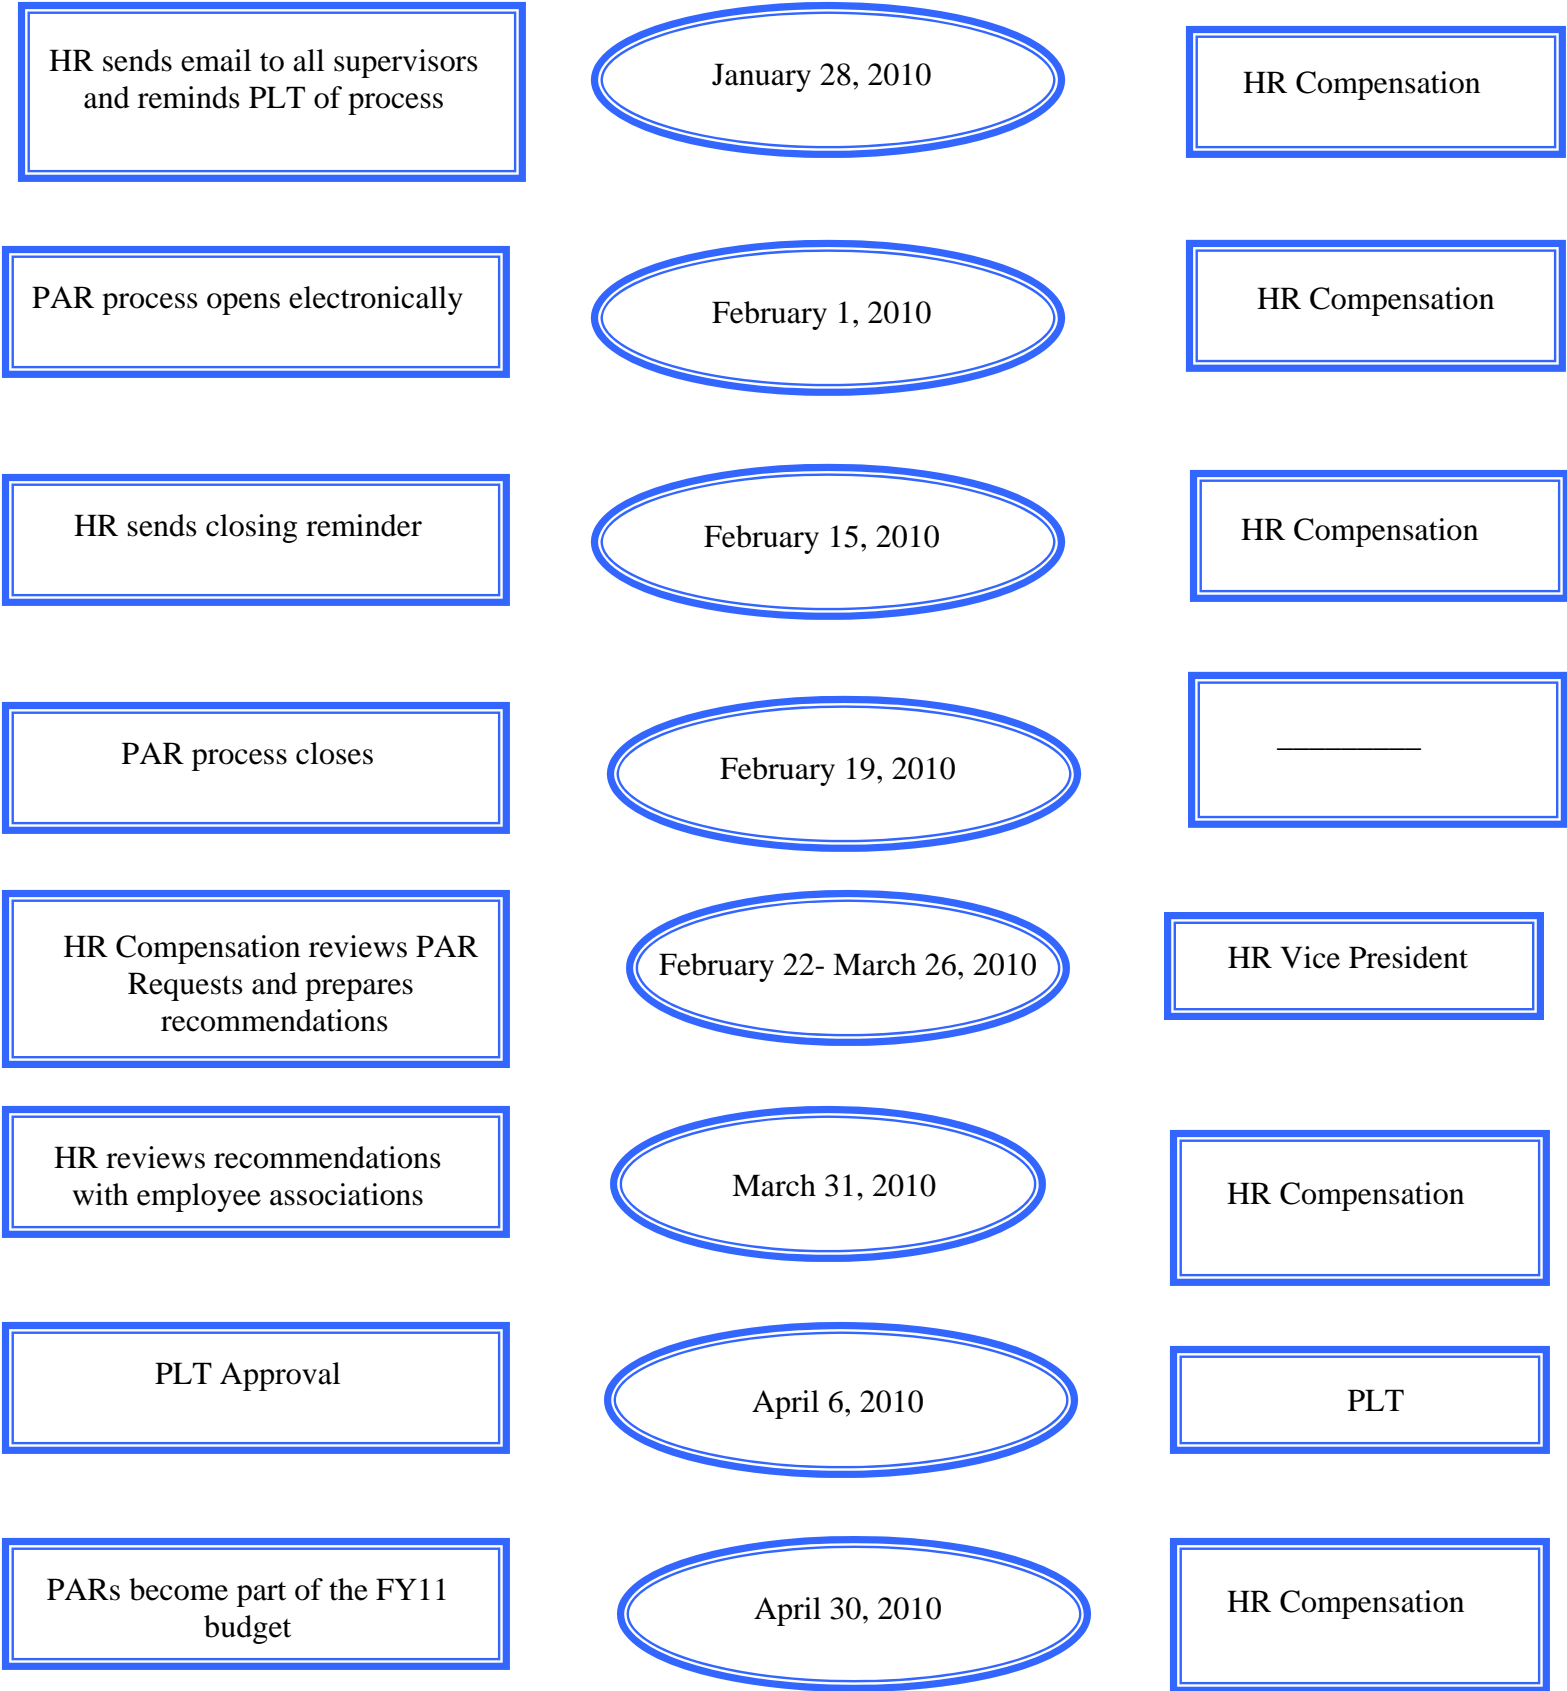 HR sends email to all supervisors
and reminds PLT of process
January 28, 2010
HR Compensation
PAR process opens electronically
February 1, 2010
HR Compensation
HR sends closing reminder
February 15, 2010
HR Compensation
PAR process closes
February 19, 2010
_________
HR Compensation reviews PAR
Requests and prepares
recommendations
February 22- March 26, 2010
HR Vice President
HR reviews recommendations
with employee associations
March 31, 2010
HR Compensation
PLT Approval
April 6, 2010
PLT
PARs become part of the FY11
budget
April 30, 2010
HR Compensation